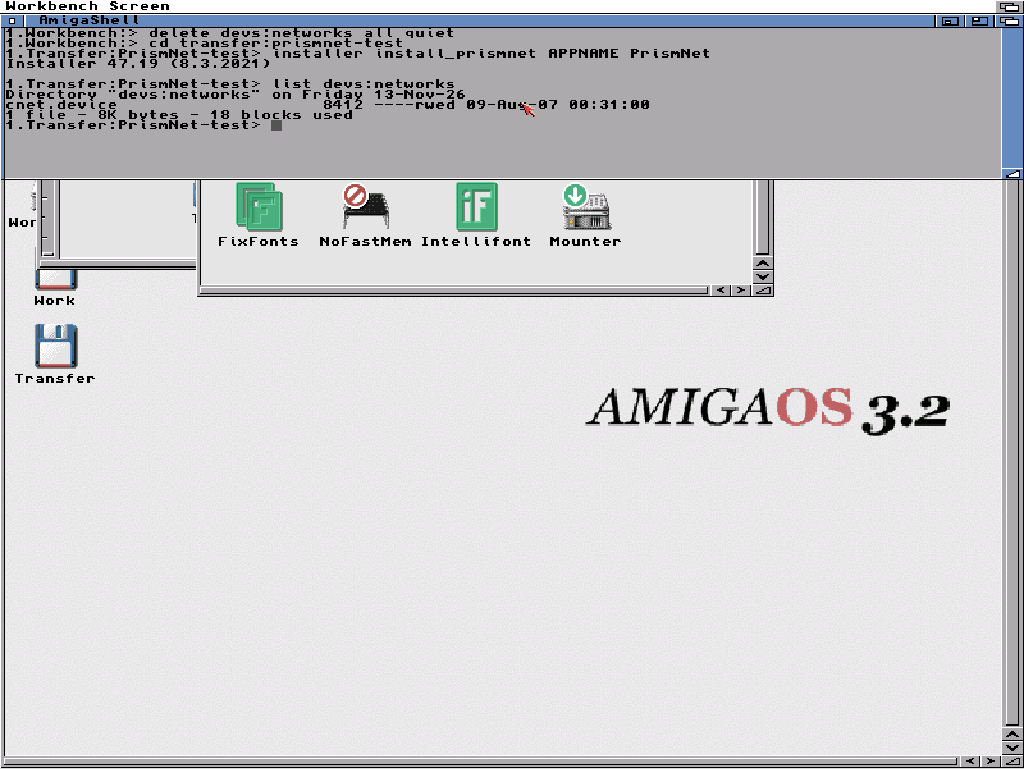 Workbench Screen
AmigaShell
1.Workbench:> delete devs:networks all quiet
1.Workbench:> cd transfer:prismnet-test
1.Transfer:PrismNet-test> installer install_prismnet APPNAME PrismNet
Installer 47.19 (8.3.2021)
1.Transfer:PrismNet-test> list devs:networks
Directory "devs:networks" on Friday 13-Nov-26
cnet.device 8412 ----rwed 09-Aug-07 00:31:00
1 file - 8K bytes - 18 blocks used
1.Transfer:PrismNet-test>
FixFonts NoFastMem Intellifont Mounter
Work
Transfer
AMIGAOS 3.2